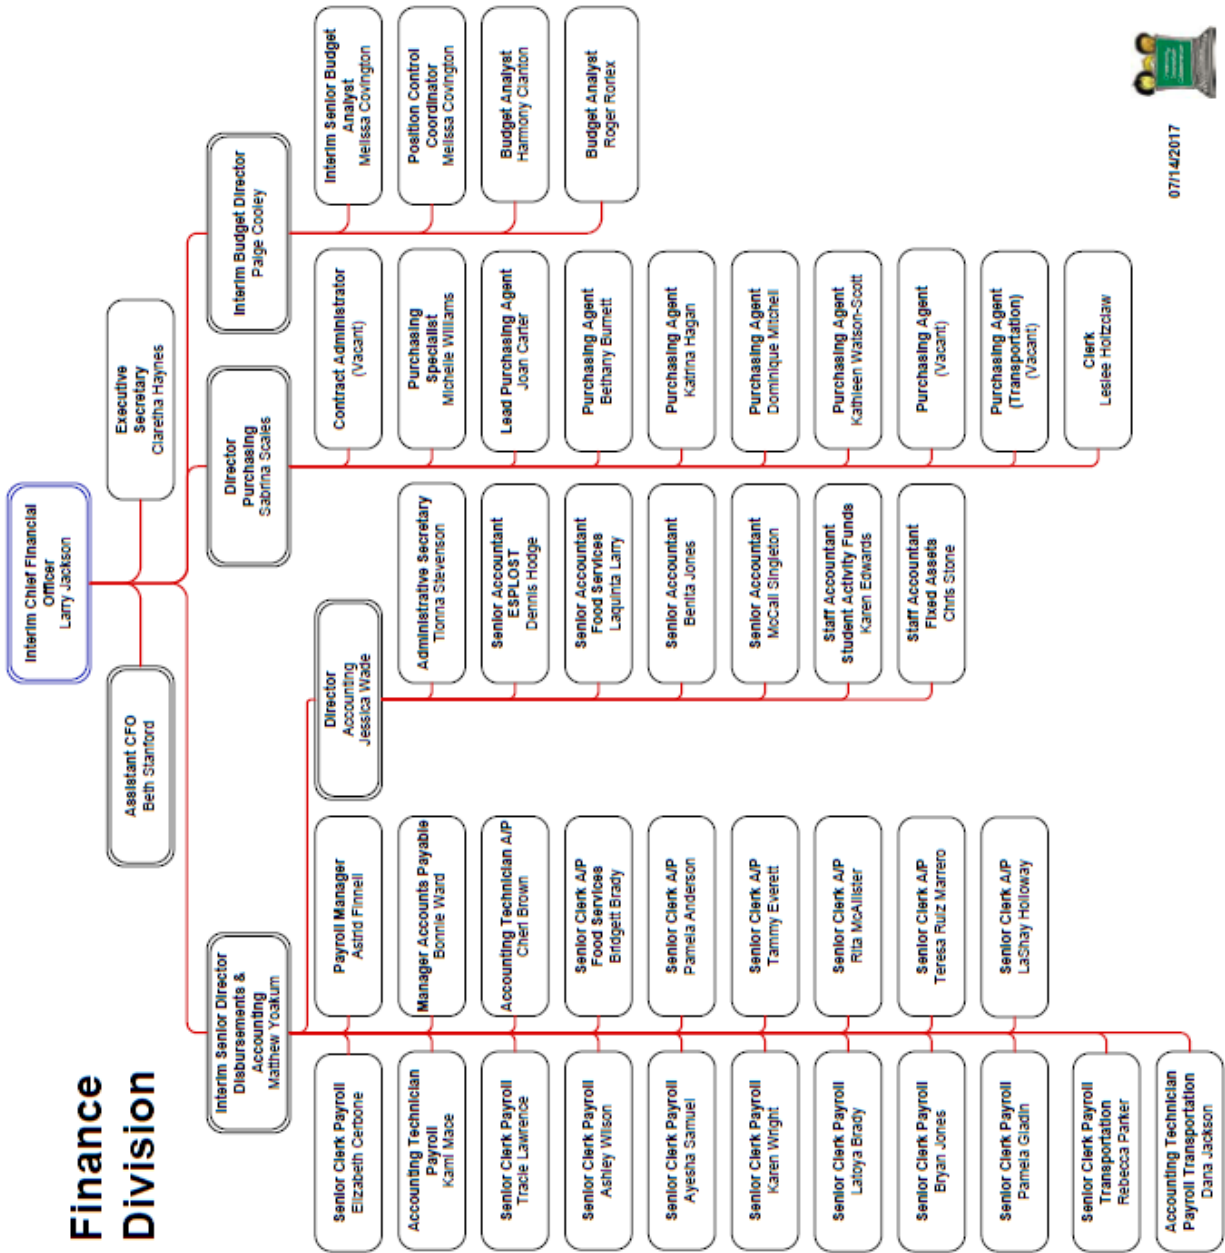 Finance
Division
Interim Chief Financial
Officer
Larry Jackson
Assistant CFO
Beth Stanford
Executive
Secretary
Claretha Haynes
Interim Senior Director
Disbursements &
Accounting
Matthew Yoakum
Director
Purchasing
Sabrina Scales
Interim Budget Director
Paige Cooley
Senior Clerk Payroll
Elizabeth Cerbone
Accounting Technician
Payroll
Kami Mace
Senior Clerk Payroll
Tracie Lawrence
Senior Clerk Payroll
Ashley Wilson
Senior Clerk Payroll
Ayesha Samuel
Senior Clerk Payroll
Karen Wright
Senior Clerk Payroll
Latoya Brady
Senior Clerk Payroll
Bryan Jones
Senior Clerk Payroll
Pamela Gladin
Senior Clerk Payroll
Transportation
Rebecca Parker
Accounting Technician
Payroll Transportation
Dana Jackson
Payroll Manager
Astrid Finnell
Manager Accounts Payable
Bonnie Ward
Accounting Technician A/P
Cheri Brown
Senior Clerk A/P
Food Services
Bridgett Brady
Senior Clerk A/P
Pamela Anderson
Senior Clerk A/P
Tammy Everett
Senior Clerk A/P
Rita McAllister
Senior Clerk A/P
Teresa Ruiz Marrero
Senior Clerk A/P
LaShay Holloway
Director
Accounting
Jessica Wade
Administrative Secretary
Tionna Stevenson
Senior Accountant
ESPLOST
Dennis Hodge
Senior Accountant
Food Services
Laquinta Larry
Senior Accountant
Benita Jones
Senior Accountant
McCall Singleton
Staff Accountant
Student Activity Funds
Karen Edwards
Staff Accountant
Fixed Assets
Chris Stone
Contract Administrator
(Vacant)
Purchasing
Specialist
Michelle Williams
Lead Purchasing Agent
Joan Carter
Purchasing Agent
Bethany Burnett
Purchasing Agent
Katrina Hagan
Purchasing Agent
Dominique Mitchell
Purchasing Agent
Kathleen Watson-Scott
Purchasing Agent
(Vacant)
Purchasing Agent
(Transportation)
(Vacant)
Clerk
Leslee Holtzclaw
Interim Senior Budget
Analyst
Melissa Covington
Position Control
Coordinator
Melissa Covington
Budget Analyst
Harmony Clanton
Budget Analyst
Roger Rorlex
07/14/2017